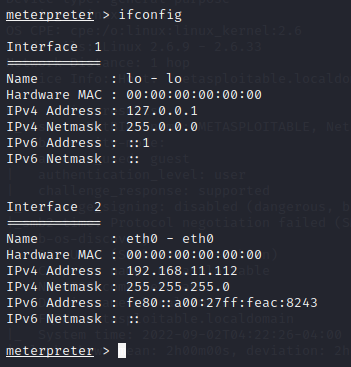 meterpreter > ifconfig
Interface  1
============
Name         : lo - lo
Hardware MAC : 00:00:00:00:00:00
IPv4 Address : 127.0.0.1
IPv4 Netmask : 255.0.0.0
IPv6 Address : ::1
IPv6 Netmask : ::
Interface  2
============
Name         : eth0 - eth0
Hardware MAC : 00:00:00:00:00:00
IPv4 Address : 192.168.11.112
IPv4 Netmask : 255.255.255.0
IPv6 Address : fe80::a00:27ff:feac:8243
IPv6 Netmask : ::
meterpreter >